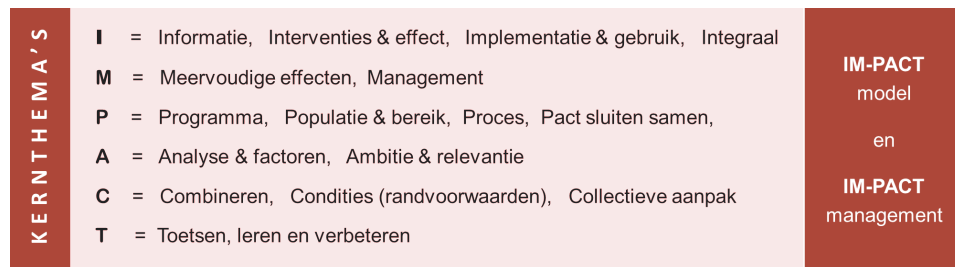 KERNTHEMA'S
I = Informatie, Interventies & effect, Implementatie & gebruik, Integraal
M = Meervoudige effecten, Management
P = Programma, Populatie & bereik, Proces, Pact sluiten samen,
A = Analyse & factoren, Ambitie & relevantie
C = Combineren, Condities (randvoorwaarden), Collectieve aanpak
T = Toetsen, leren en verbeteren
IM-PACT
model
en
IM-PACT
management